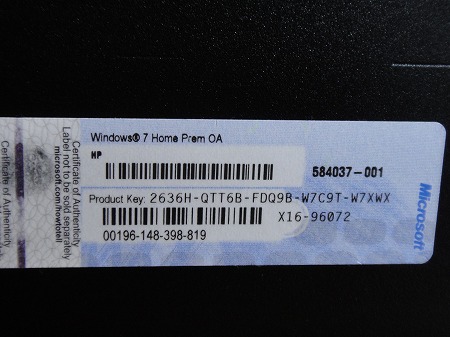 Certificate of Authenticity
Label not to be sold separately
microsoft.com/howtotell
Certificate of Authenticity
Windows® 7 Home Prem OA
HP
584037-001
Product Key: 2636H-QTT6B-FDQ9B-W7C9T-W7XWX
X16-96072
00196-148-398-819
Microsoft